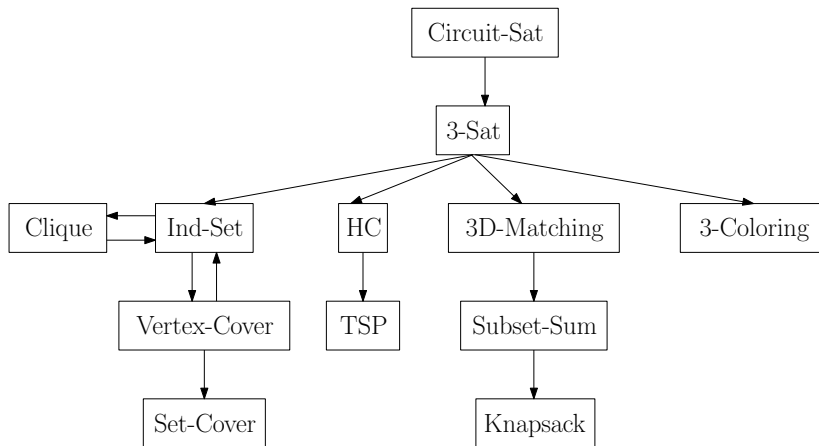 Circuit-Sat
3-Sat
Clique
Ind-Set
HC
3D-Matching
3-Coloring
Vertex-Cover
TSP
Subset-Sum
Set-Cover
Knapsack